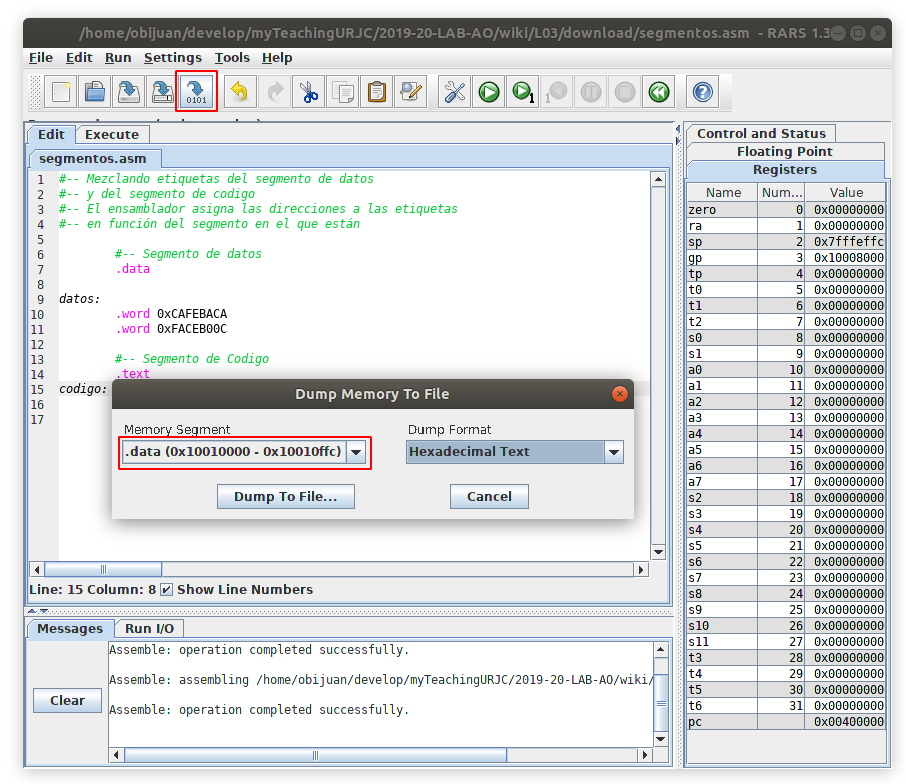 /home/obijuan/develop/myTeachingURJC/2019-20-LAB-AO/wiki/L03/download/segmentos.asm - RARS 1.3
File Edit Run Settings Tools Help
0101
1
1
Edit Execute
segmentos.asm
1 #-- Mezclando etiquetas del segmento de datos
2 #-- y del segmento de codigo
3 #-- El ensamblador asigna las direcciones a las etiquetas
4 #-- en función del segmento en el que están
5
6 #-- Segmento de datos
7 .data
8
9 datos:
10 .word 0xCAFEBACA
11 .word 0xFACEB00C
12
13 #-- Segmento de Codigo
14 .text
15 codigo:
16
17
Dump Memory To File
Memory Segment Dump Format
.data (0x10010000 - 0x10010ffc) Hexadecimal Text
Dump To File... Cancel
Line: 15 Column: 8 Show Line Numbers
Messages Run I/O
Assemble: operation completed successfully.
Assemble: assembling /home/obijuan/develop/myTeachingURJC/2019-20-LAB-AO/wiki/
Assemble: operation completed successfully.
Clear
Control and Status
Floating Point
Registers
Name Num... Value
zero 0 0x00000000
ra 1 0x00000000
sp 2 0x7fffeffc
gp 3 0x10008000
tp 4 0x00000000
t0 5 0x00000000
t1 6 0x00000000
t2 7 0x00000000
s0 8 0x00000000
s1 9 0x00000000
a0 10 0x00000000
a1 11 0x00000000
a2 12 0x00000000
a3 13 0x00000000
a4 14 0x00000000
a5 15 0x00000000
a6 16 0x00000000
a7 17 0x00000000
s2 18 0x00000000
s3 19 0x00000000
s4 20 0x00000000
s5 21 0x00000000
s6 22 0x00000000
s7 23 0x00000000
s8 24 0x00000000
s9 25 0x00000000
s10 26 0x00000000
s11 27 0x00000000
t3 28 0x00000000
t4 29 0x00000000
t5 30 0x00000000
t6 31 0x00000000
pc 0x00400000